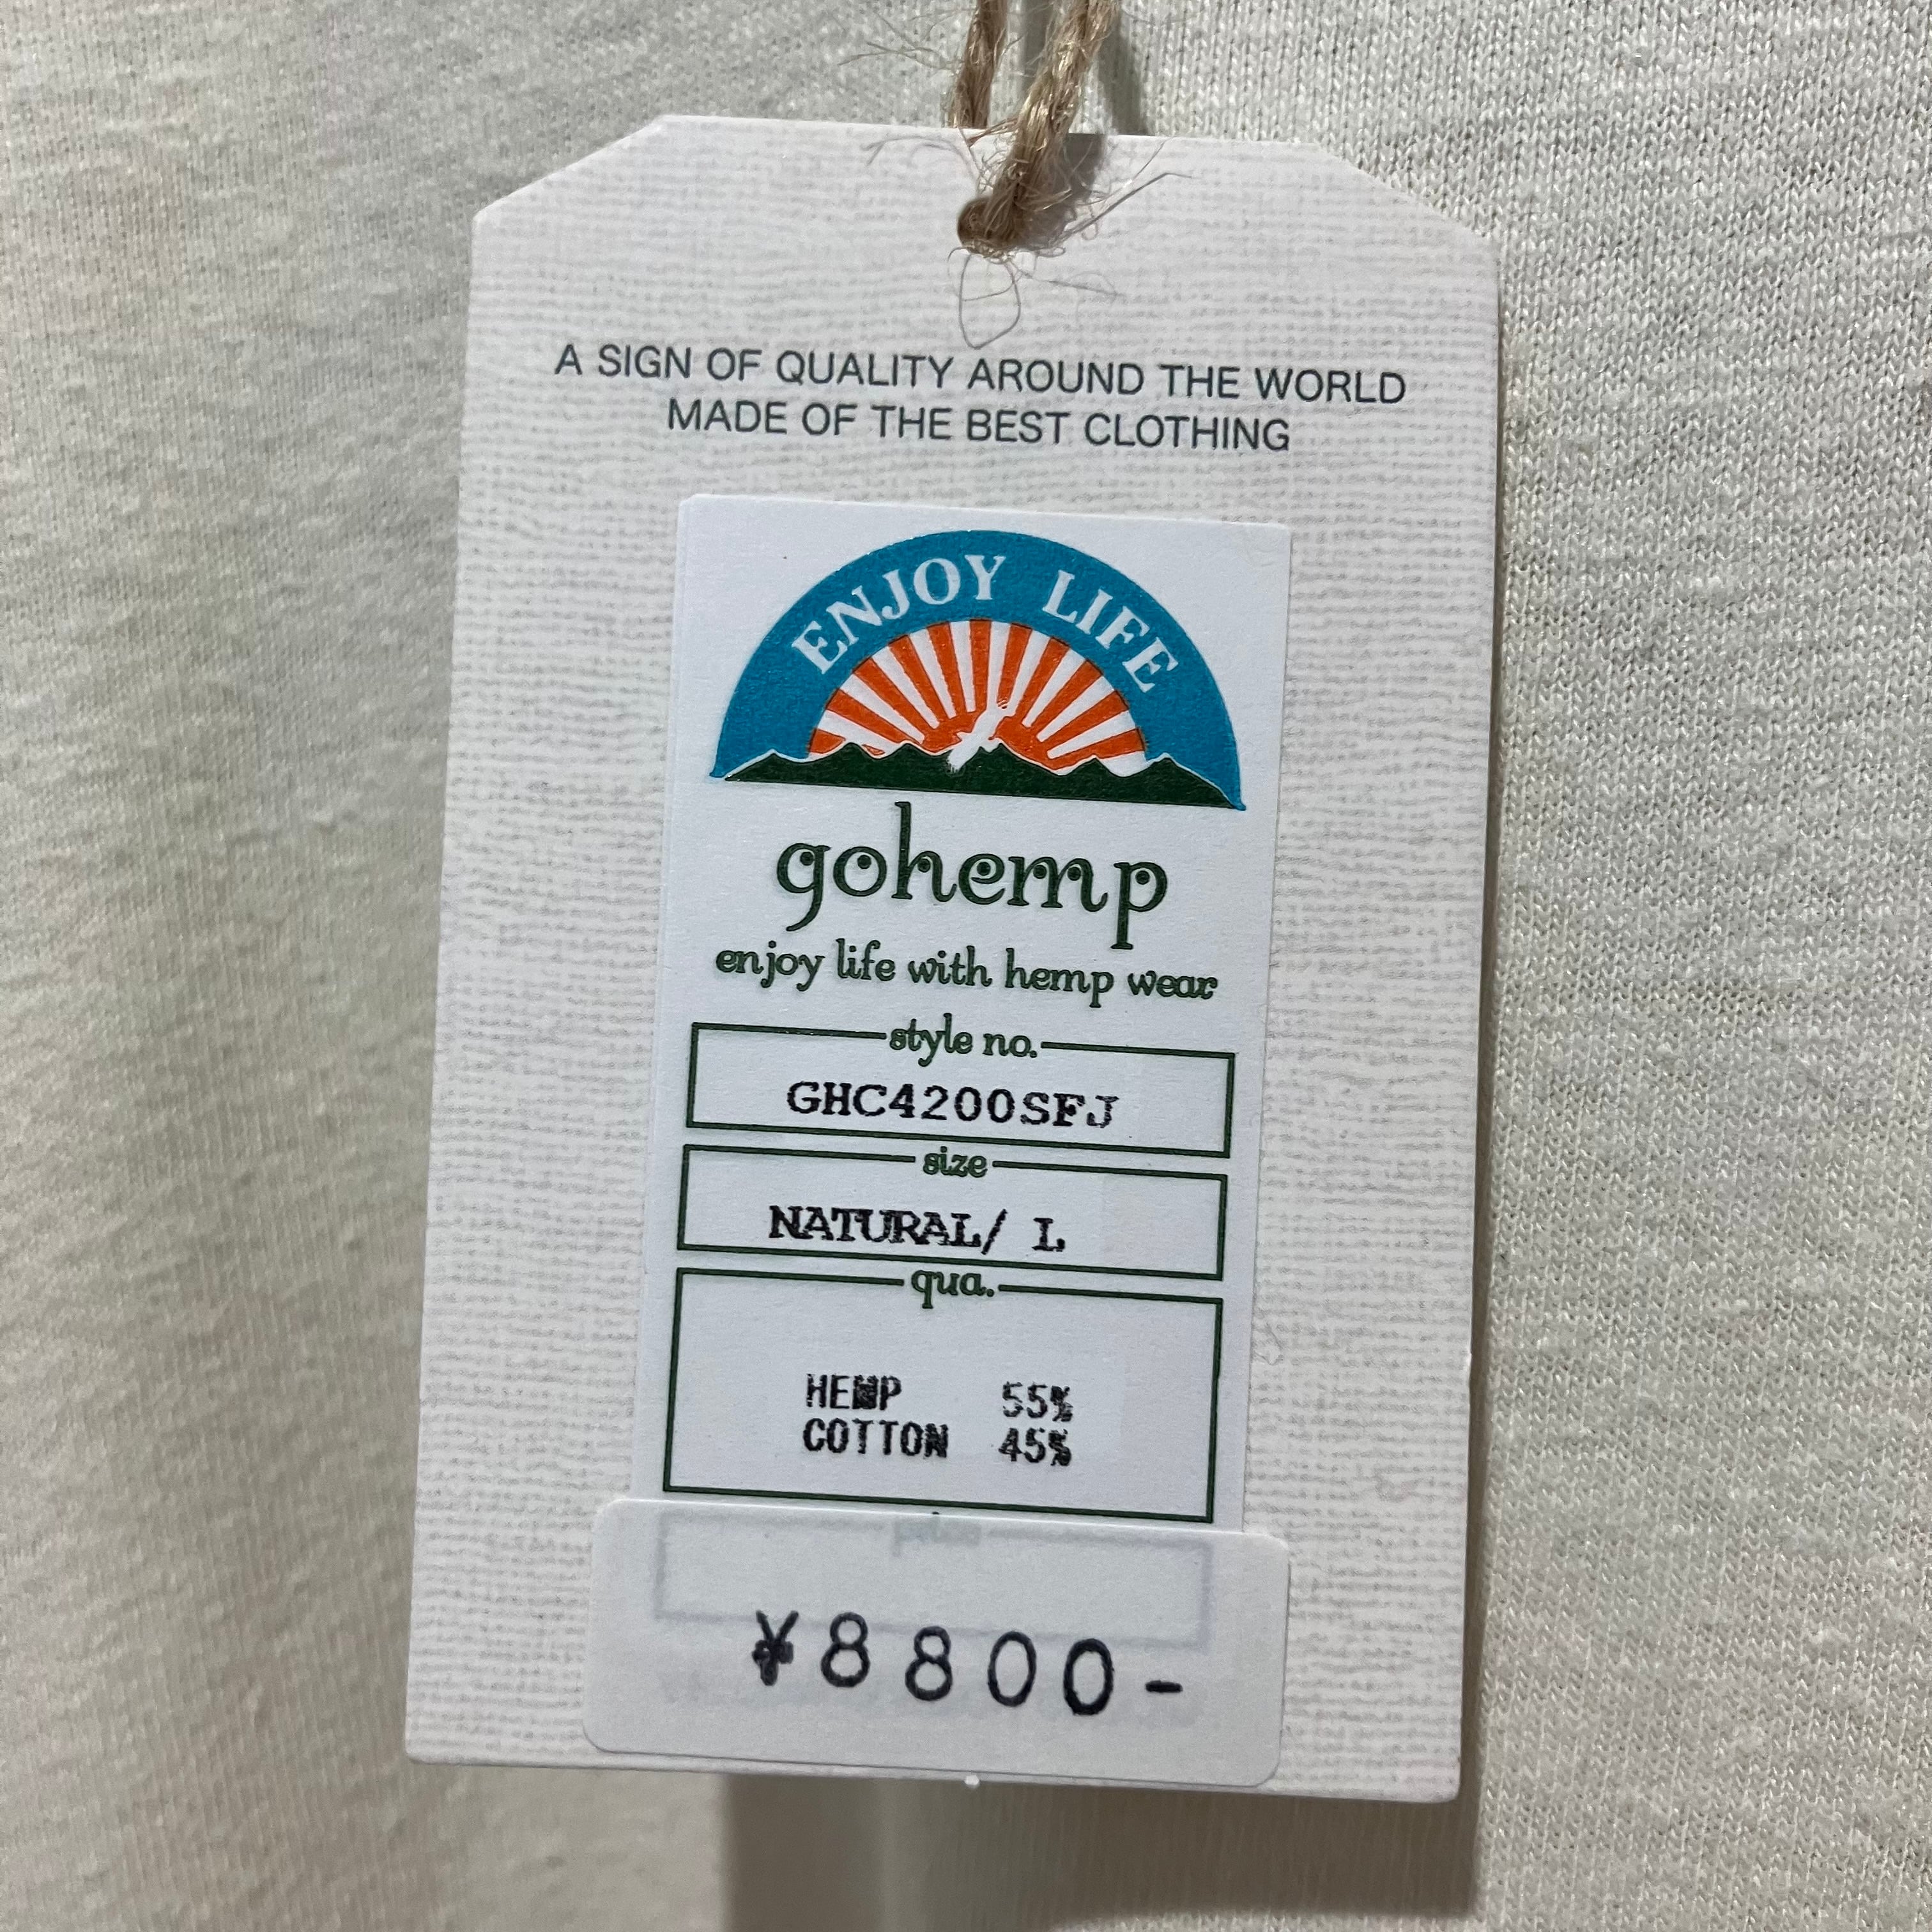 A SIGN OF QUALITY AROUND THE WORLD
MADE OF THE BEST CLOTHING
ENJOY LIFE
gohemp
enjoy life with hemp wear
style no.
GHC4200SFJ
size
NATURAL/ L
qua.
HEMP 55%
COTTON 45%
¥8800-